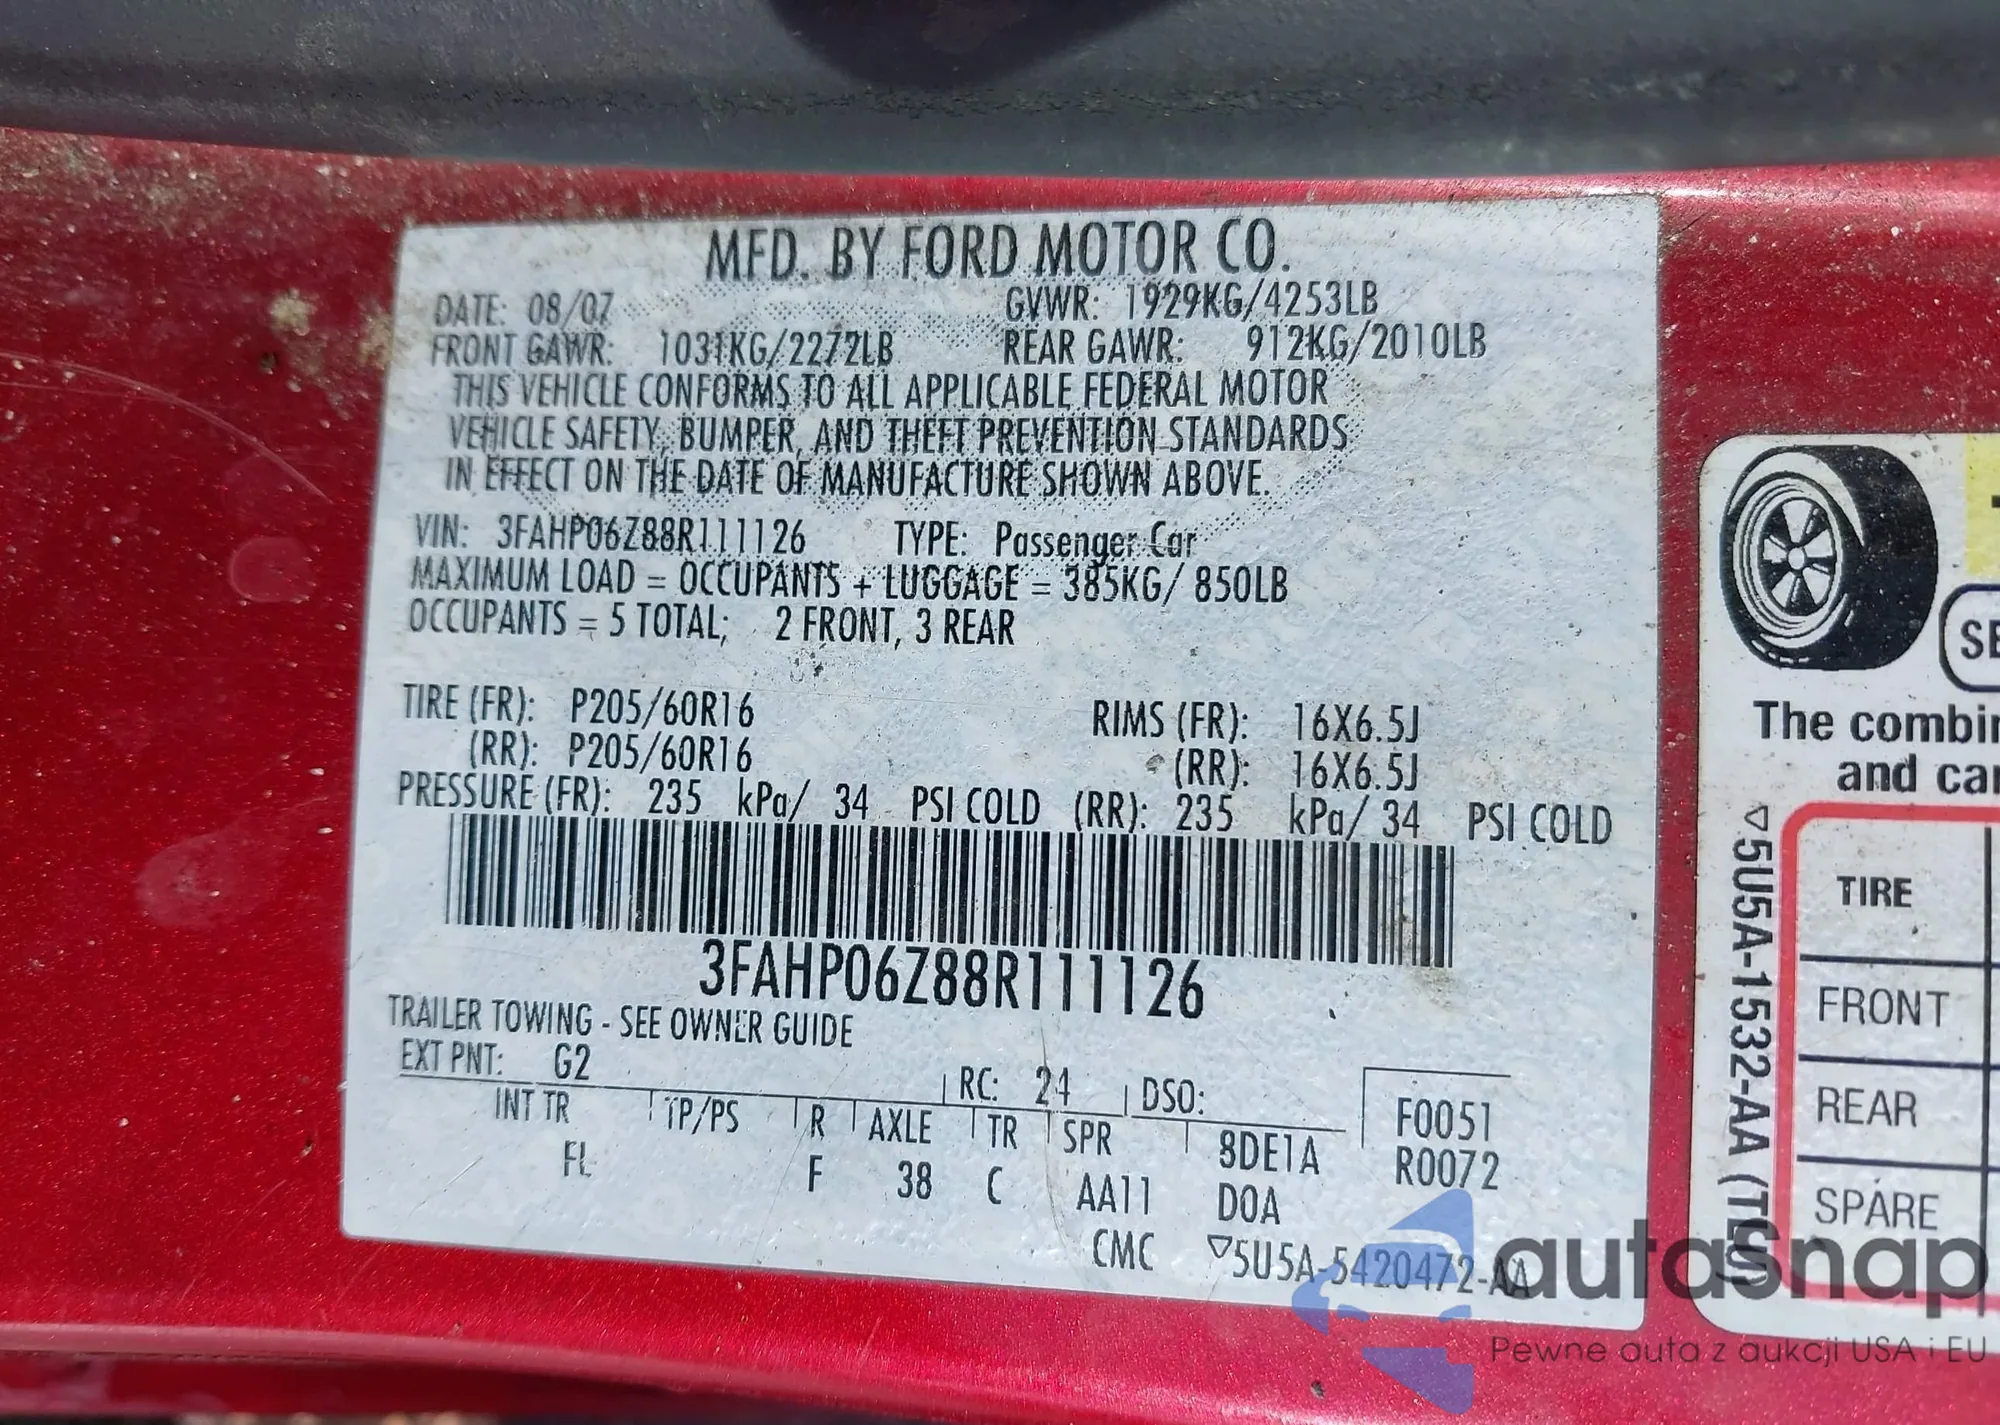 MFD. BY FORD MOTOR CO.
DATE: 08/07 GVWR: 1929KG/4253LB
FRONT GAWR: 1031KG/2272LB REAR GAWR: 912KG/2010LB
THIS VEHICLE CONFORMS TO ALL APPLICABLE FEDERAL MOTOR
VEHICLE SAFETY, BUMPER, AND THEFT PREVENTION STANDARDS
IN EFFECT ON THE DATE OF MANUFACTURE SHOWN ABOVE.
VIN: 3FAHP06Z88R111126 TYPE: Passenger Car
MAXIMUM LOAD = OCCUPANTS + LUGGAGE = 385KG/ 850LB
OCCUPANTS = 5 TOTAL; 2 FRONT, 3 REAR
TIRE (FR): P205/60R16 RIMS (FR): 16X6.5J
(RR): P205/60R16 (RR): 16X6.5J
PRESSURE (FR): 235 kPa/ 34 PSI COLD (RR): 235 kPa/ 34 PSI COLD
3FAHP06Z88R111126
TRAILER TOWING - SEE OWNER GUIDE
EXT PNT: G2 RC: 24 DSO: F0051
INT TR TP/PS R AXLE TR SPR 8DE1A R0072
FL F 38 C AA11 DOA
CMC ▽5U5A-5420472-AA
SE
The combin
and car
TIRE
FRONT
REAR
SPARE
▽5U5A-1532-AA (T
autosnap
Pewne auta z aukcji USA i EU